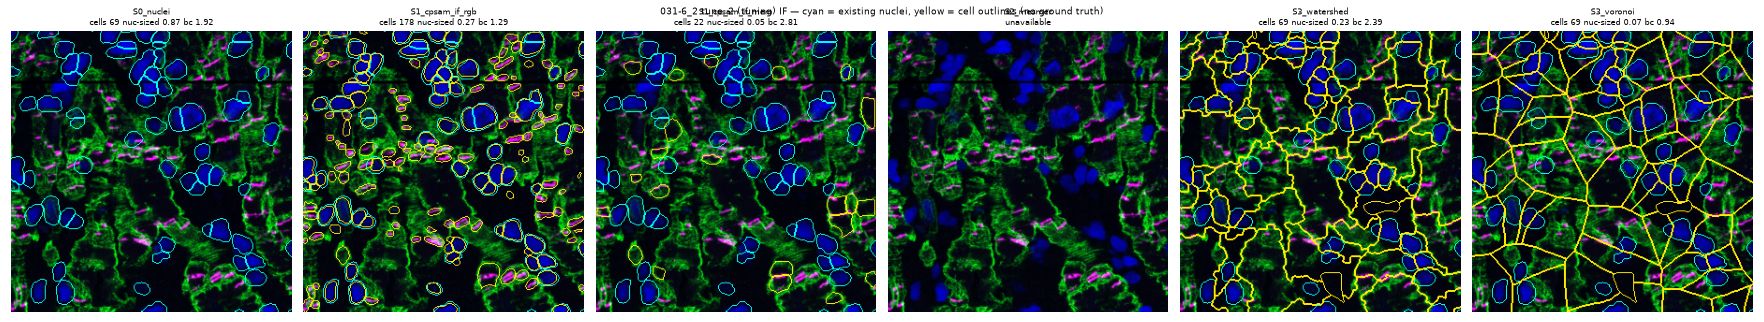 031-6_2 (tuning) IF — cyan = existing nuclei, yellow = cell outlines (no ground truth)
S0_nuclei
cells 69 nuc-sized 0.87 bc 1.92
S1_cpsam_if_rgb
cells 178 nuc-sized 0.27 bc 1.29
cells 22 nuc-sized 0.05 bc 2.81
unavailable
S3_watershed
cells 69 nuc-sized 0.23 bc 2.39
S3_voronoi
cells 69 nuc-sized 0.07 bc 0.94